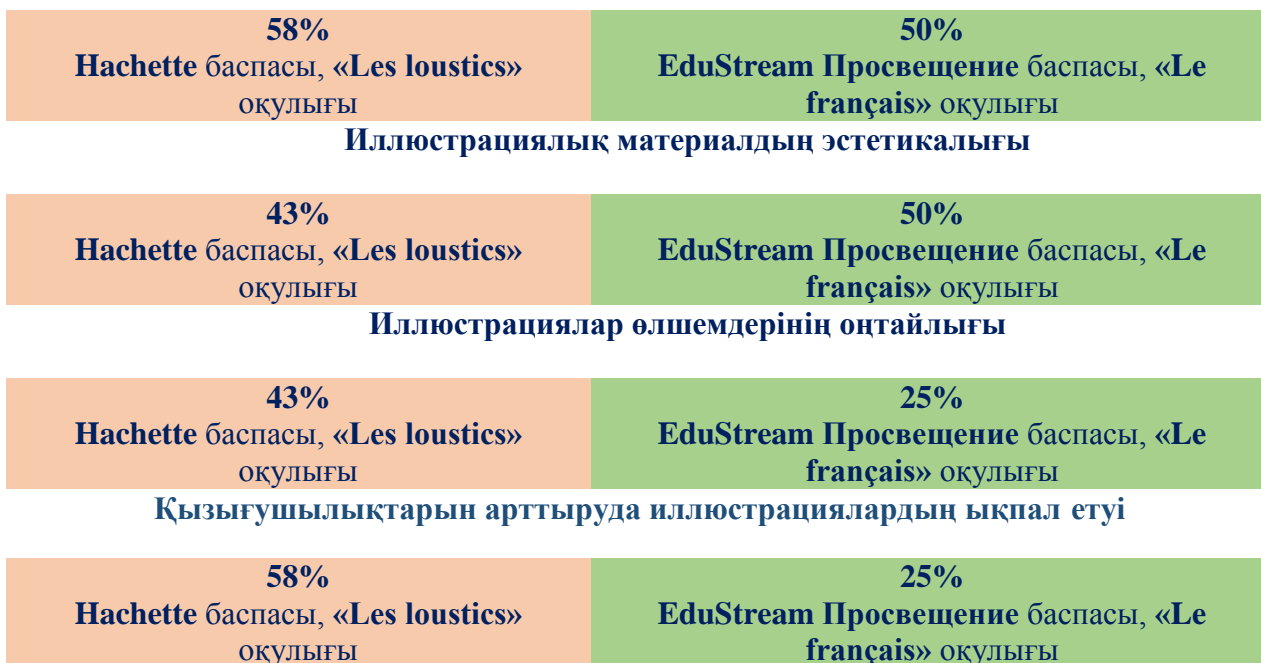 58%
Hachette баспасы, «Les loustics»
оқулығы
50%
EduStream Просвещение баспасы, «Le
français» оқулығы
Иллюстрациялық материалдың эстетикалығы
43%
Hachette баспасы, «Les loustics»
оқулығы
50%
EduStream Просвещение баспасы, «Le
français» оқулығы
Иллюстрациялар өлшемдерінің оңтайлығы
43%
Hachette баспасы, «Les loustics»
оқулығы
25%
EduStream Просвещение баспасы, «Le
français» оқулығы
Қызығушылықтарын арттыруда иллюстрациялардың ықпал етуі
58%
Hachette баспасы, «Les loustics»
оқулығы
25%
EduStream Просвещение баспасы, «Le
français» оқулығы